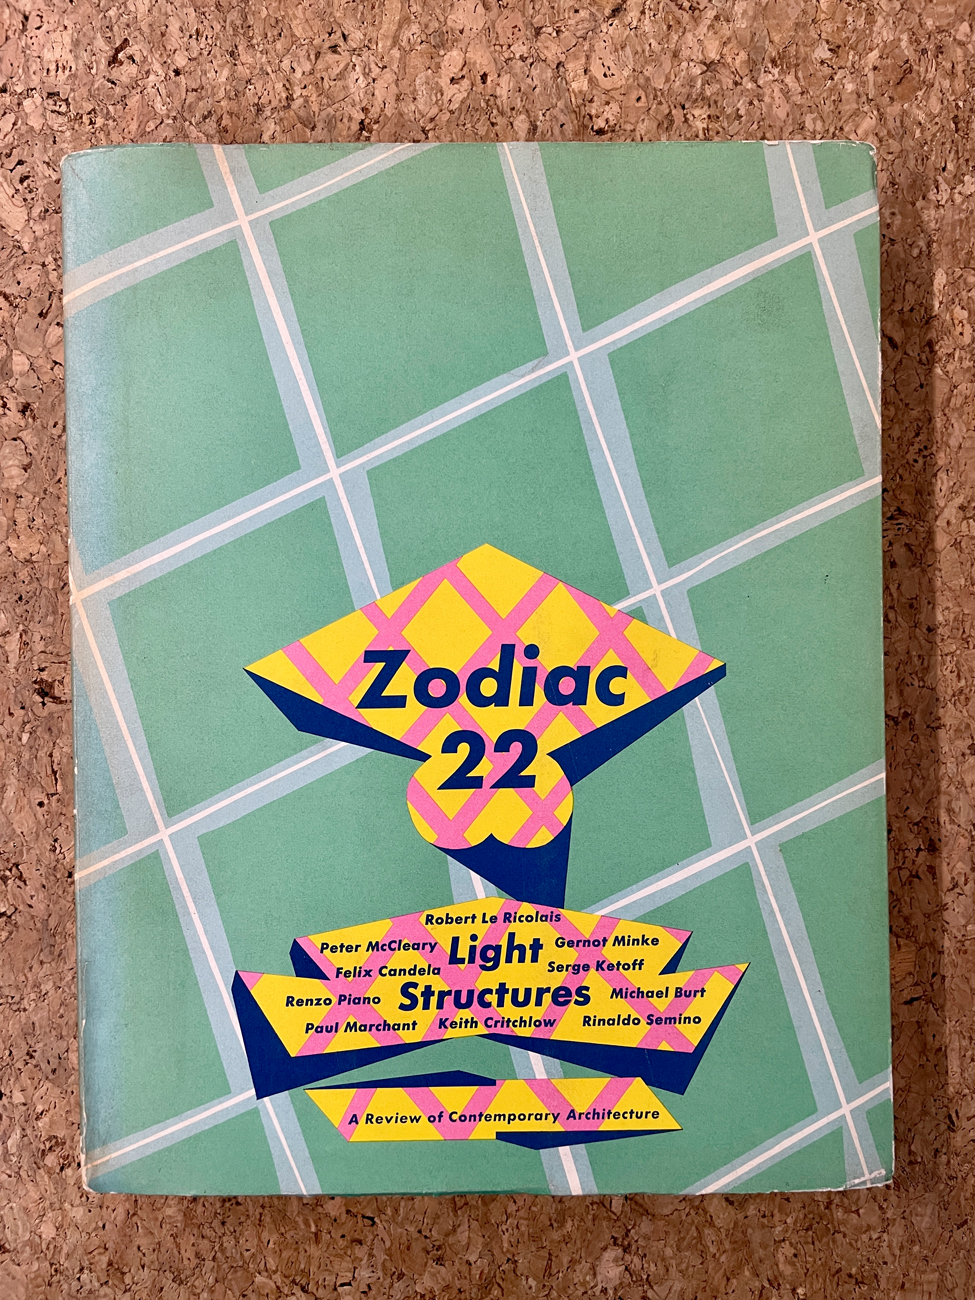 Zodiac
22
Robert Le Ricolais
Peter McCleary Light Gernot Minke
Felix Candela Serge Ketoff
Renzo Piano Structures Michael Burt
Paul Marchant Keith Critchlow Rinaldo Semino
A Review of Contemporary Architecture